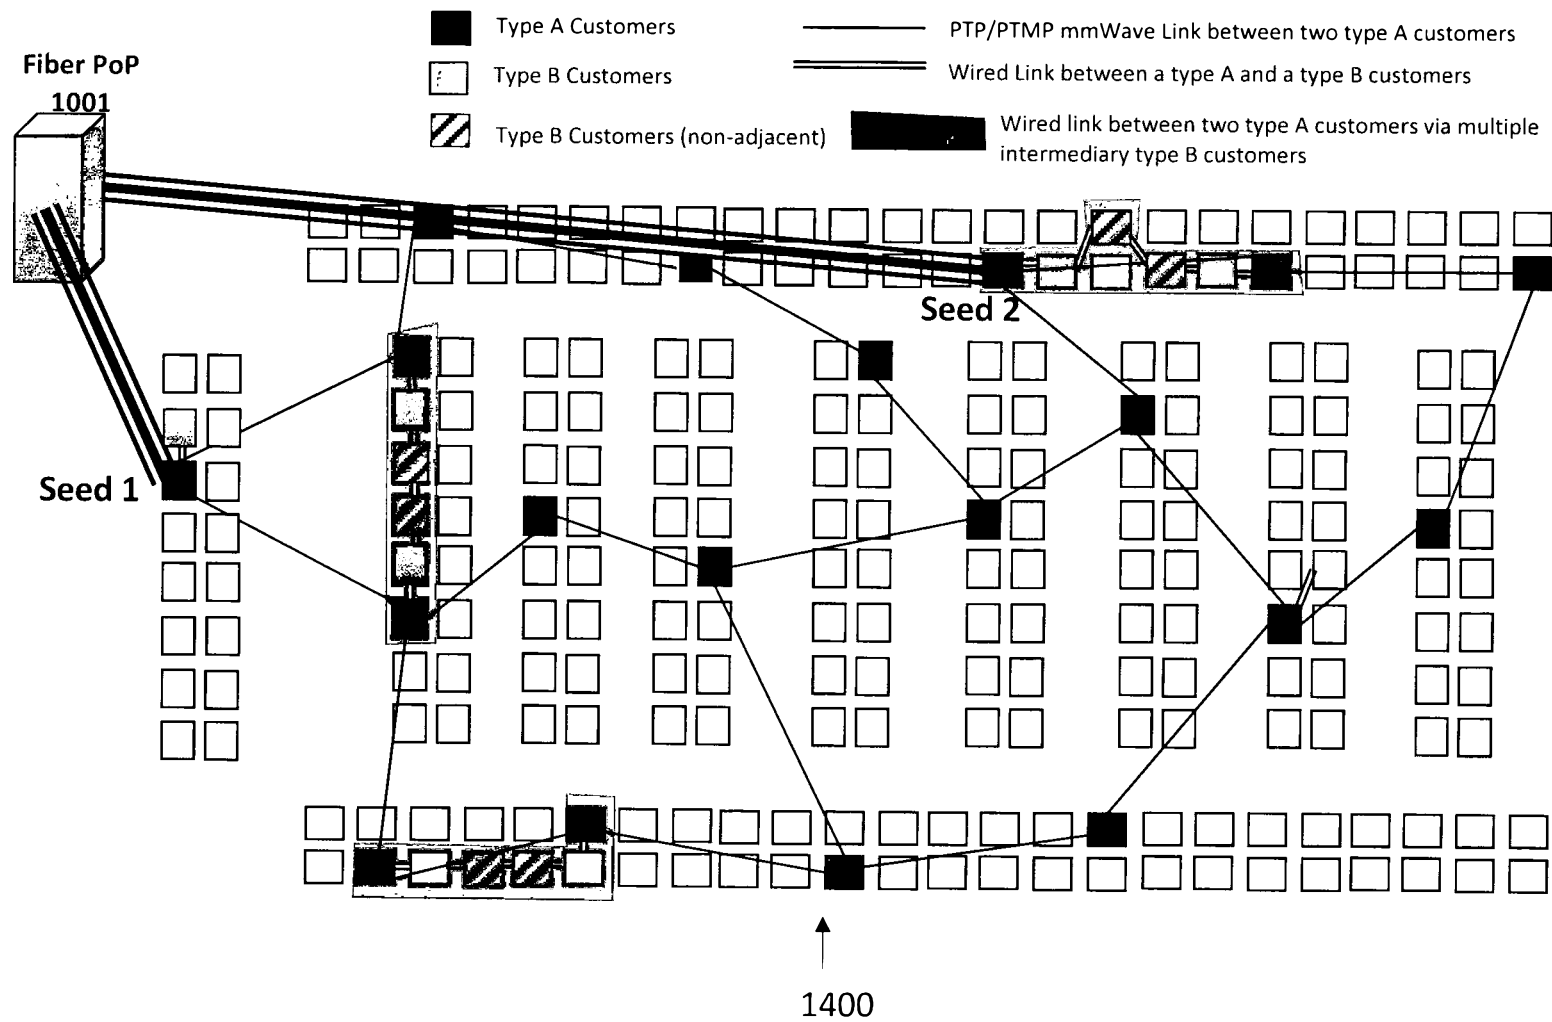 Type A Customers
PTP/PTMP mmWave Link between two type A customers
Fiber PoP
1001
Type B Customers
Wired Link between a type A and a type B customers
Type B Customers (non-adjacent)
Wired link between two type A customers via multiple
intermediary type B customers
Seed 2
Seed 1
1400